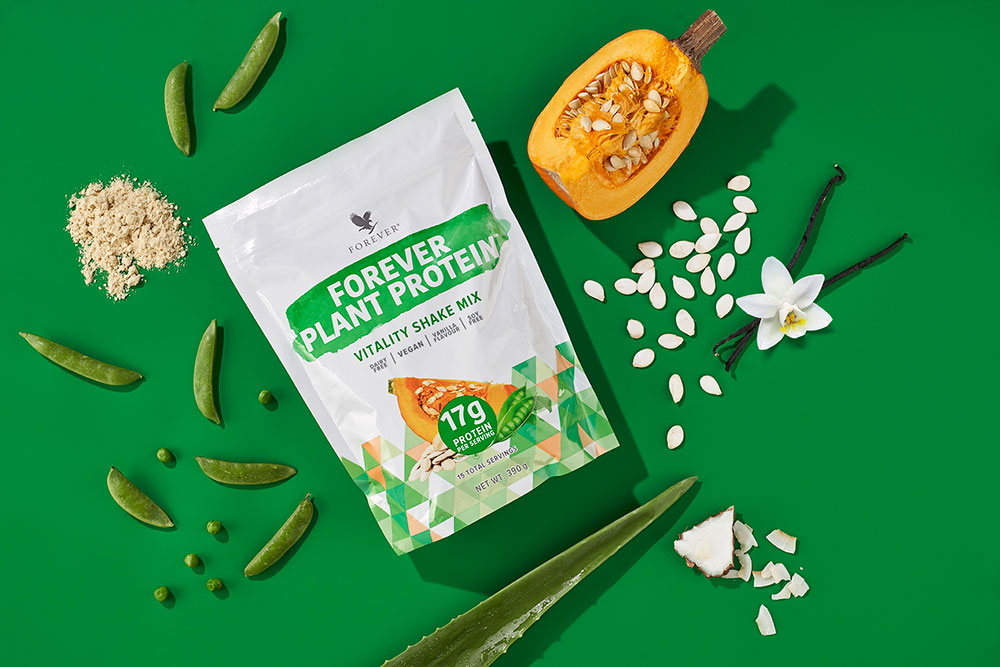 FOREVER®
FOREVER
PLANT PROTEIN
VITALITY SHAKE MIX
DAIRY FREE | VEGAN | VANILLA FLAVOUR | SOY FREE
17g
PROTEIN
PER SERVING
15 TOTAL SERVINGS
NET WT. 390 g